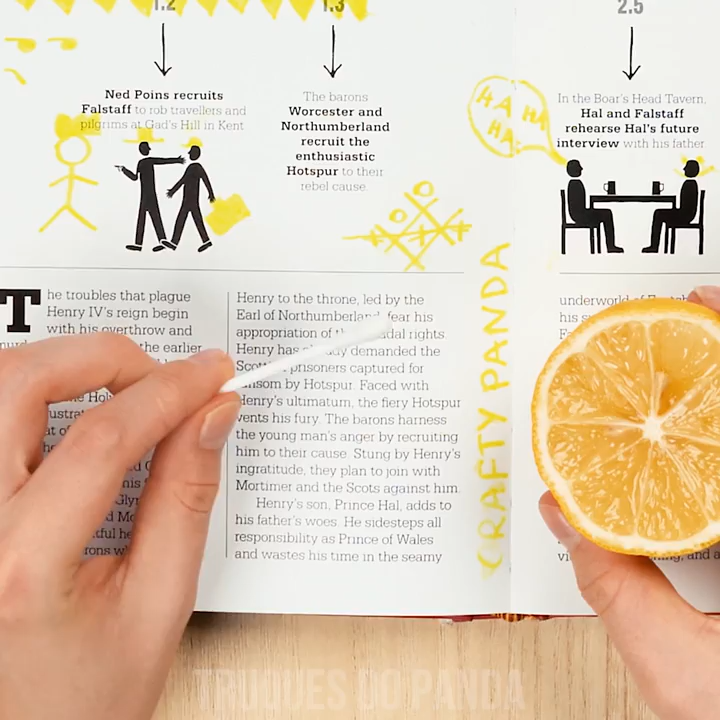 1.2
1.3
2.5
Ned Poins recruits
Falstaff to rob travellers and
pilgrims at Gad's Hill in Kent
The barons
Worcester and
Northumberland
recruit the
enthusiastic
Hotspur to their
rebel cause
HA HA
HA!
In the Boar's Head Tavern,
Hal and Falstaff
rehearse Hal's future
interview with his father
The troubles that plague
Henry IV's reign begin
with his overthrow and
the earlier
Henry to the throne, led by the
Earl of Northumberland, fear his
appropriation of rights.
Henry has demanded the
prisoners captured for
ransom by Hotspur. Faced with
Henry's ultimatum, the fiery Hotspur
vents his fury. The barons harness
the young man's anger by recruiting
him to their cause. Stung by Henry's
ingratitude, they plan to join with
Mortimer and the Scots against him.
Henry's son, Prince Hal, adds to
his father's woes. He sidesteps all
responsibility as Prince of Wales
and wastes his time in the seamy
CRAFTY PANDA
underworld of
his
and
TRUQUES DO PANDA